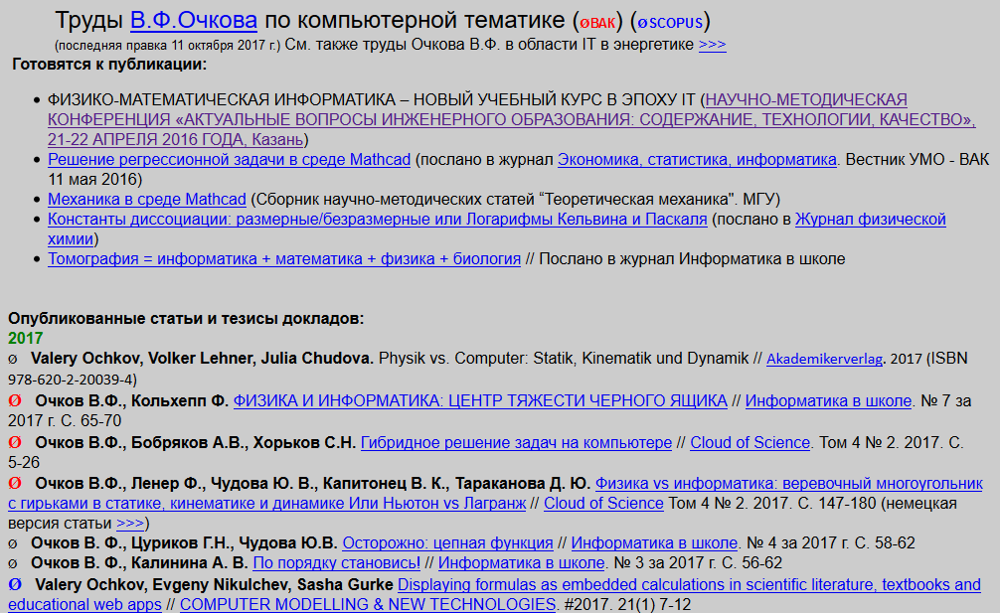 Труды В.Ф.Очкова по компьютерной тематике (øВАК) (øSCOPUS)
(последняя правка 11 октября 2017 г.) См. также труды Очкова В.Ф. в области IT в энергетике >>>
Готовятся к публикации:
• ФИЗИКО-МАТЕМАТИЧЕСКАЯ ИНФОРМАТИКА – НОВЫЙ УЧЕБНЫЙ КУРС В ЭПОХУ IT (НАУЧНО-МЕТОДИЧЕСКАЯ
КОНФЕРЕНЦИЯ «АКТУАЛЬНЫЕ ВОПРОСЫ ИНЖЕНЕРНОГО ОБРАЗОВАНИЯ: СОДЕРЖАНИЕ, ТЕХНОЛОГИИ, КАЧЕСТВО»,
21-22 АПРЕЛЯ 2016 ГОДА, Казань)
• Решение регрессионной задачи в среде Mathcad (послано в журнал Экономика, статистика, информатика. Вестник УМО - ВАК
11 мая 2016)
• Механика в среде Mathcad (Сборник научно-методических статей “Теоретическая механика". МГУ)
• Константы диссоциации: размерные/безразмерные или Логарифмы Кельвина и Паскаля (послано в Журнал физической
химии)
• Томография = информатика + математика + физика + биология // Послано в журнал Информатика в школе
Опубликованные статьи и тезисы докладов:
2017
ø Valery Ochkov, Volker Lehner, Julia Chudova. Physik vs. Computer: Statik, Kinematik und Dynamik // Akademikerverlag. 2017 (ISBN
978-620-2-20039-4)
Ø Очков В.Ф., Кольхепп Ф. ФИЗИКА И ИНФОРМАТИКА: ЦЕНТР ТЯЖЕСТИ ЧЕРНОГО ЯЩИКА // Информатика в школе. № 7 за
2017 г. С. 65-70
Ø Очков В.Ф., Бобряков А.В., Хорьков С.Н. Гибридное решение задач на компьютере // Cloud of Science. Том 4 № 2. 2017. С.
5-26
Ø Очков В.Ф., Ленер Ф., Чудова Ю. В., Капитонец В. К., Тараканова Д. Ю. Физика vs информатика: веревочный многоугольник
с гирьками в статике, кинематике и динамике Или Ньютон vs Лагранж // Cloud of Science Том 4 № 2. 2017. С. 147-180 (немецкая
версия статьи >>>)
ø Очков В. Ф., Цуриков Г.Н., Чудова Ю.В. Осторожно: цепная функция // Информатика в школе. № 4 за 2017 г. С. 58-62
ø Очков В. Ф., Калинина А. В. По порядку становись! // Информатика в школе. № 3 за 2017 г. С. 56-62
Ø Valery Ochkov, Evgeny Nikulchev, Sasha Gurke Displaying formulas as embedded calculations in scientific literature, textbooks and
educational web apps // COMPUTER MODELLING & NEW TECHNOLOGIES. #2017. 21(1) 7-12